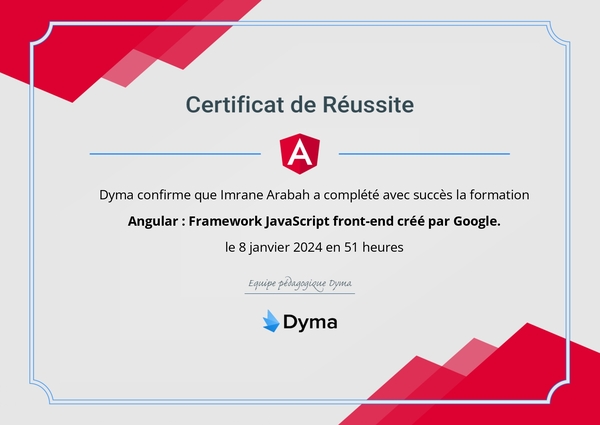 Certificat de Réussite
A
Dyma confirme que Imrane Arabah a complété avec succès la formation
Angular : Framework JavaScript front-end créé par Google.
le 8 janvier 2024 en 51 heures
Equipe pédagogique Dyma
Dyma